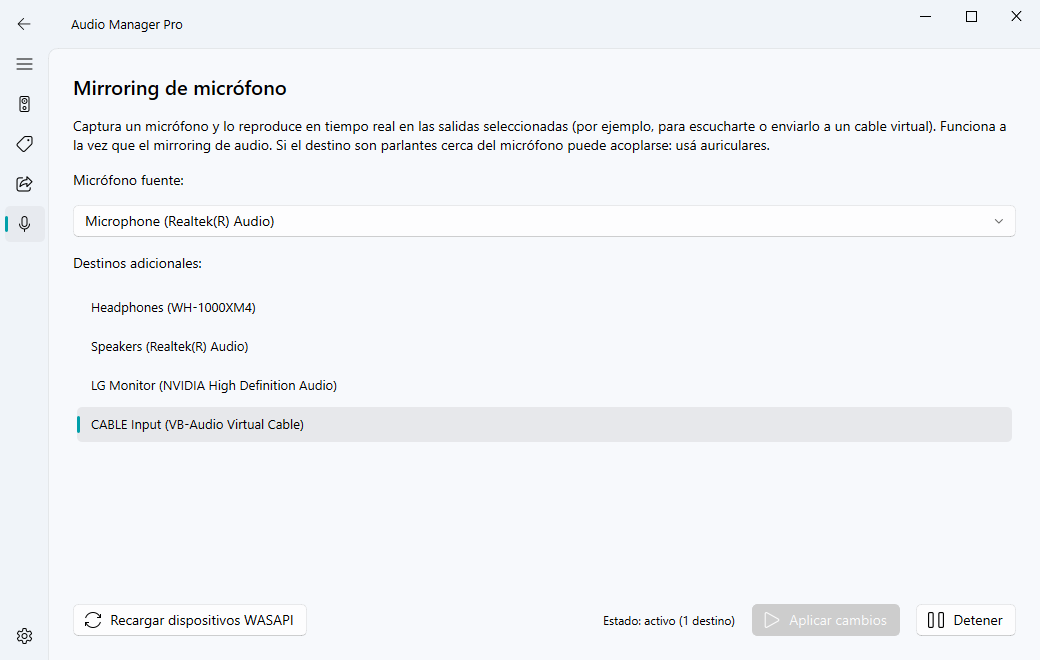 Audio Manager Pro
Mirroring de micrófono
Captura un micrófono y lo reproduce en tiempo real en las salidas seleccionadas (por ejemplo, para escucharte o enviarlo a un cable virtual). Funciona a
la vez que el mirroring de audio. Si el destino son parlantes cerca del micrófono puede acoplarse: usá auriculares.
Micrófono fuente:
Microphone (Realtek(R) Audio)
Destinos adicionales:
Headphones (WH-1000XM4)
Speakers (Realtek(R) Audio)
LG Monitor (NVIDIA High Definition Audio)
CABLE Input (VB-Audio Virtual Cable)
Recargar dispositivos WASAPI
Estado: activo (1 destino)
Aplicar cambios
Detener